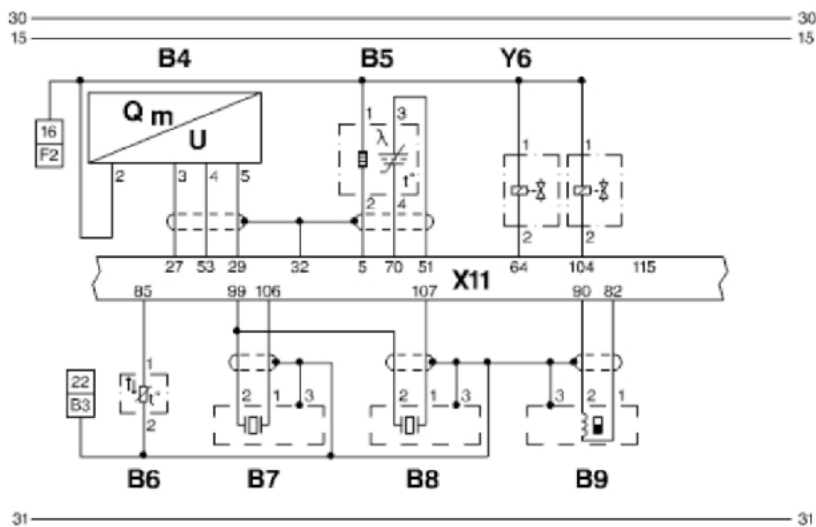 30 30
15 15
B4 B5 Y6
Q m
U
16
F2
1 3
λ
t°
1 1
2 3 4 5
2 4
2 2
27 53 29 32 5 70 51 64 104 115
X11
85 99 106 107 90 82
1
t°
2
22
B3
2 1 3
2 1 3
3 2 1
B6 B7 B8 B9
31 31